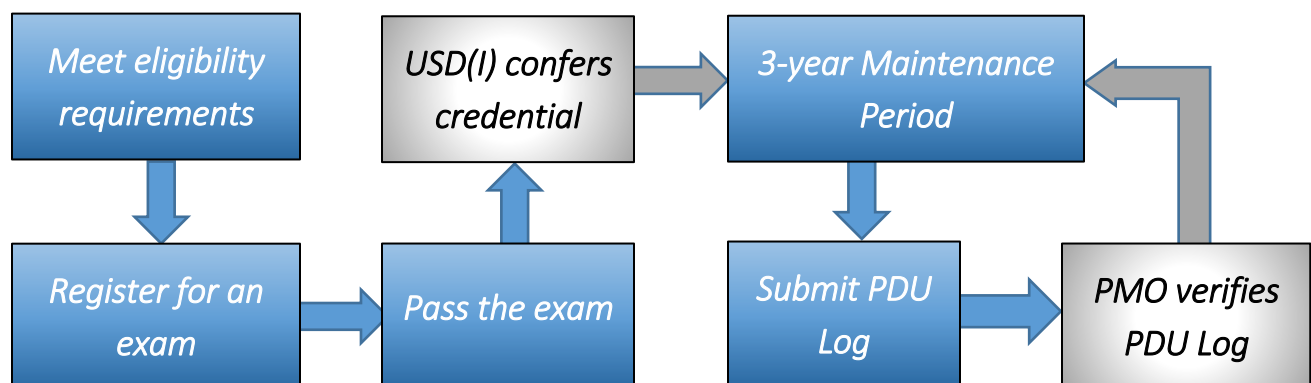 Meet eligibility
requirements
Register for an
exam
Pass the exam
USD(I) confers
credential
3-year Maintenance
Period
Submit PDU
Log
PMO verifies
PDU Log